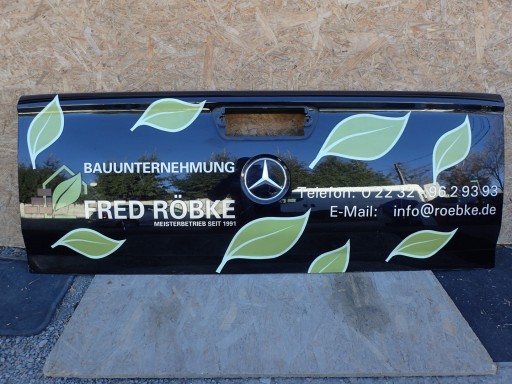 BAUUNTERNEHMUNG
FRED RÖBKE
MEISTERBETRIEB SEIT 1991
Telefon: 0 22 32 96 2 93 93
E-Mail: info@roebke.de